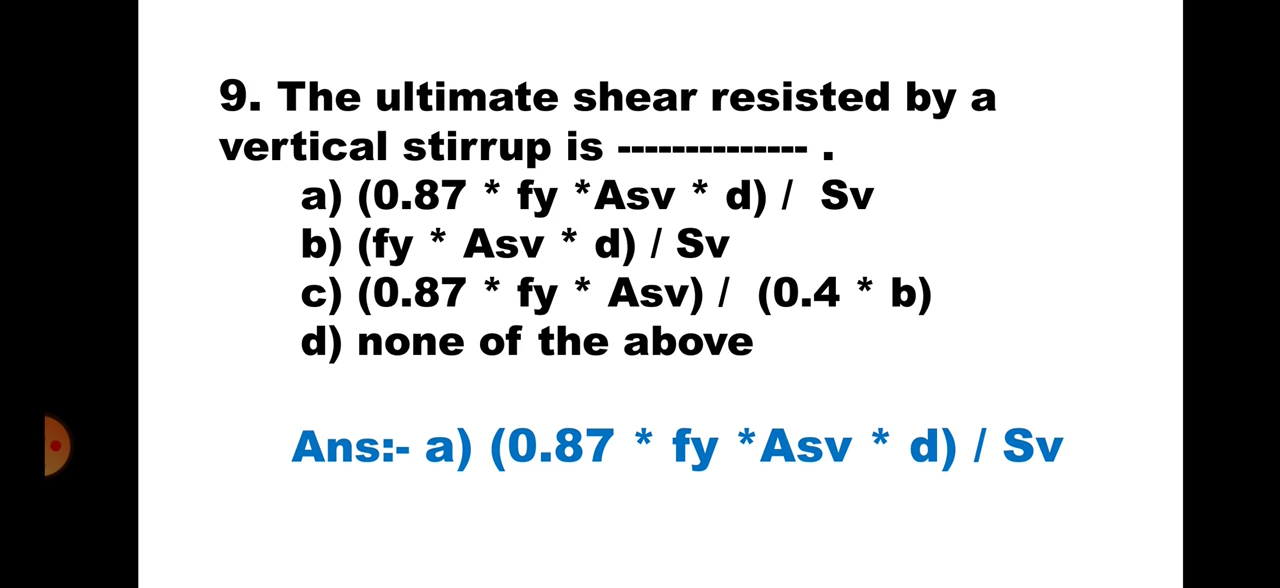 9. The ultimate shear resisted by a
vertical stirrup is -------------- .
a) (0.87 * fy *Asv * d) / Sv
b) (fy * Asv * d) / Sv
c) (0.87 * fy * Asv) / (0.4 * b)
d) none of the above
Ans:- a) (0.87 * fy *Asv * d) / Sv